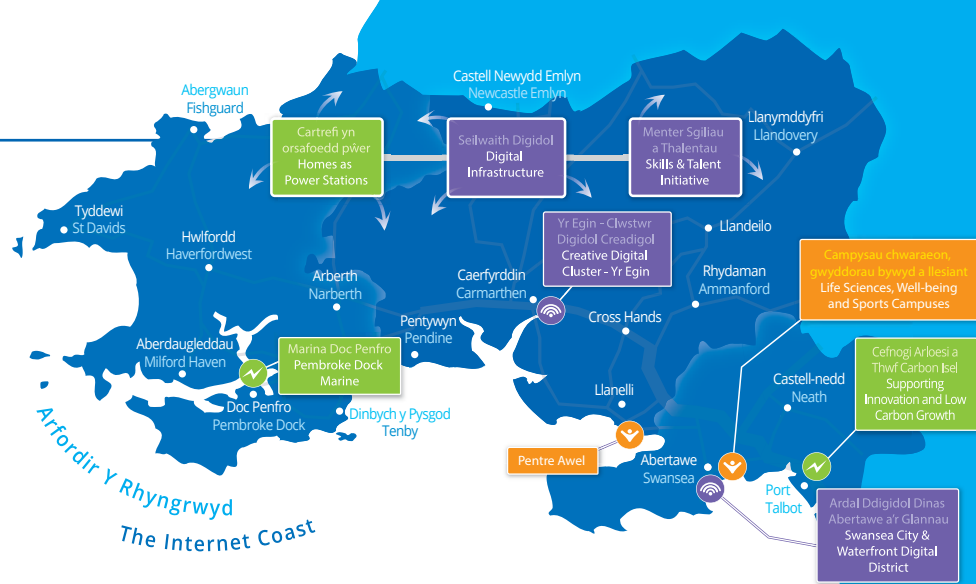 Castell Newydd Emlyn
Newcastle Emlyn
Abergwaun
Fishguard
Cartrefi yn
orsafoedd pŵer
Homes as
Power Stations
Seilwaith Digidol
Digital
Infrastructure
Menter Sgiliau
a Thalentau
Skills & Talent
Initiative
Llanymddyfri
Llandovery
Tyddewi
St Davids
Hwlfordd
Haverfordwest
Yr Egin - Clwstwr
Digidol Creadigol
Creative Digital
Cluster - Yr Egin
Llandeilo
Campysau chwaraeon,
gwyddorau bywyd a llesiant
Life Sciences, Well-being
and Sports Campuses
Arberth
Narberth
Caerfyrddin
Carmarthen
Rhydaman
Ammanford
Pentywyn
Pendine
Cross Hands
Aberdaugleddau
Milford Haven
Marina Doc Penfro
Pembroke Dock
Marine
Cefnogi Arloesi a
Thwf Carbon Isel
Supporting
Innovation and Low
Carbon Growth
Castell-nedd
Neath
Llanelli
Doc Penfro
Pembroke Dock
Dinbych y Pysgod
Tenby
Pentre Awel
Abertawe
Swansea
Port
Talbot
Ardal Ddigidol Dinas
Abertawe a'r Glannau
Swansea City &
Waterfront Digital
District
Arfordir Y Rhyngrwyd
The Internet Coast